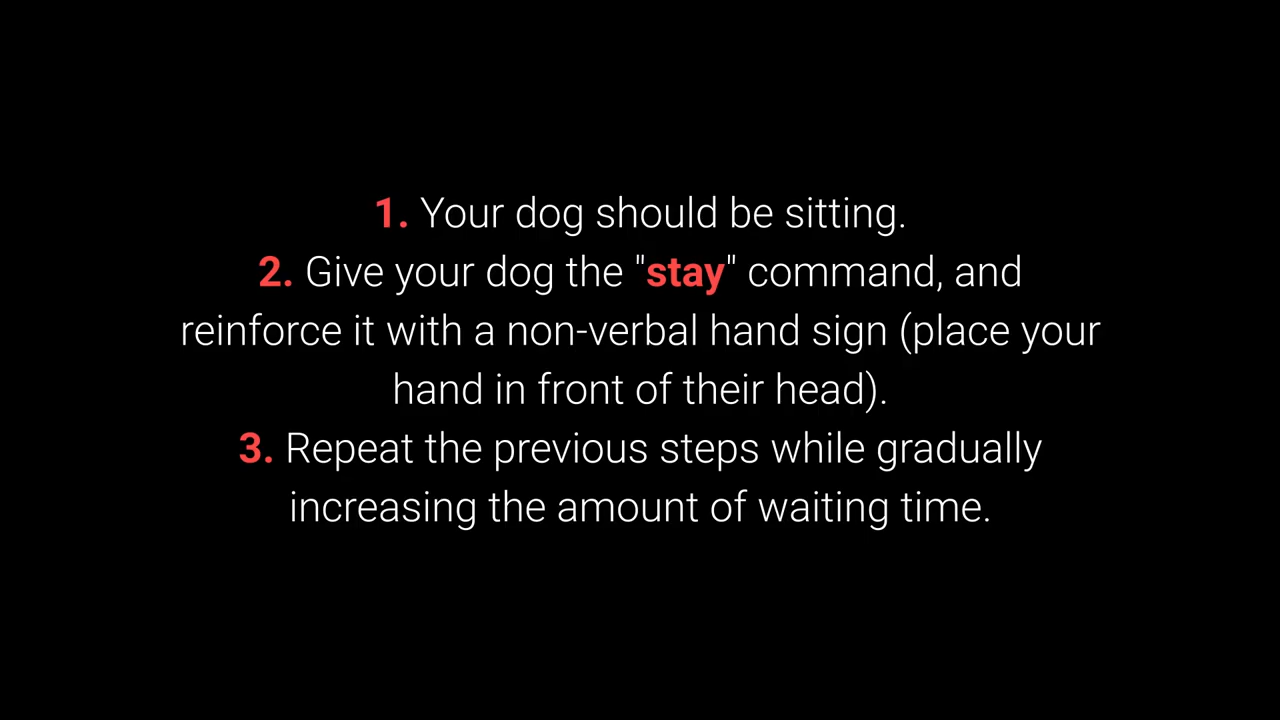 1. Your dog should be sitting.
2. Give your dog the "stay" command, and
reinforce it with a non-verbal hand sign (place your
hand in front of their head).
3. Repeat the previous steps while gradually
increasing the amount of waiting time.